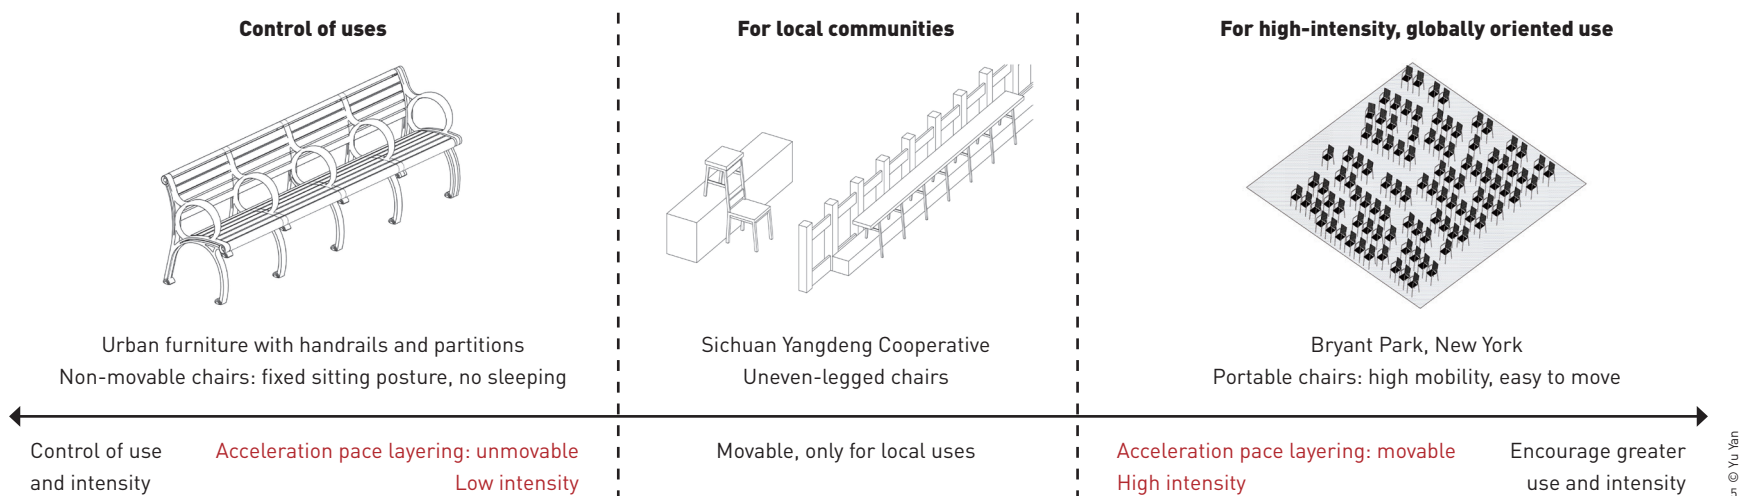 Control of uses
For local communities
For high-intensity, globally oriented use
Urban furniture with handrails and partitions
Non-movable chairs: fixed sitting posture, no sleeping
Sichuan Yangdeng Cooperative
Uneven-legged chairs
Bryant Park, New York
Portable chairs: high mobility, easy to move
Control of use
and intensity
Acceleration pace layering: unmovable
Low intensity
Movable, only for local uses
Acceleration pace layering: movable
High intensity
Encourage greater
use and intensity
© Yu Yan